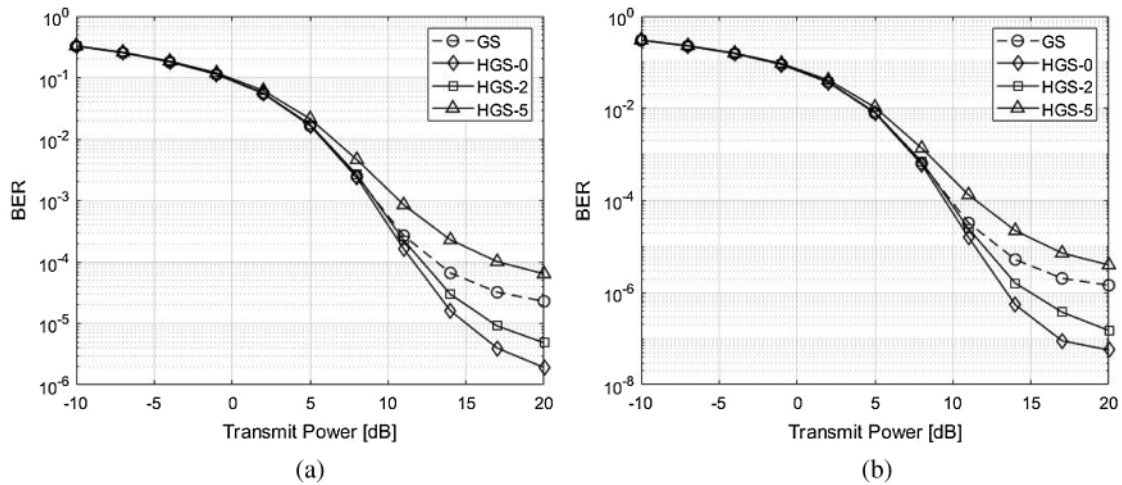 10^0
10^-1
10^-2
10^-3
10^-4
10^-5
10^-6
BER
-10 -5 0 5 10 15 20
Transmit Power [dB]
GS
HGS-0
HGS-2
HGS-5
(a)
10^0
10^-2
10^-4
10^-6
10^-8
BER
-10 -5 0 5 10 15 20
Transmit Power [dB]
GS
HGS-0
HGS-2
HGS-5
(b)